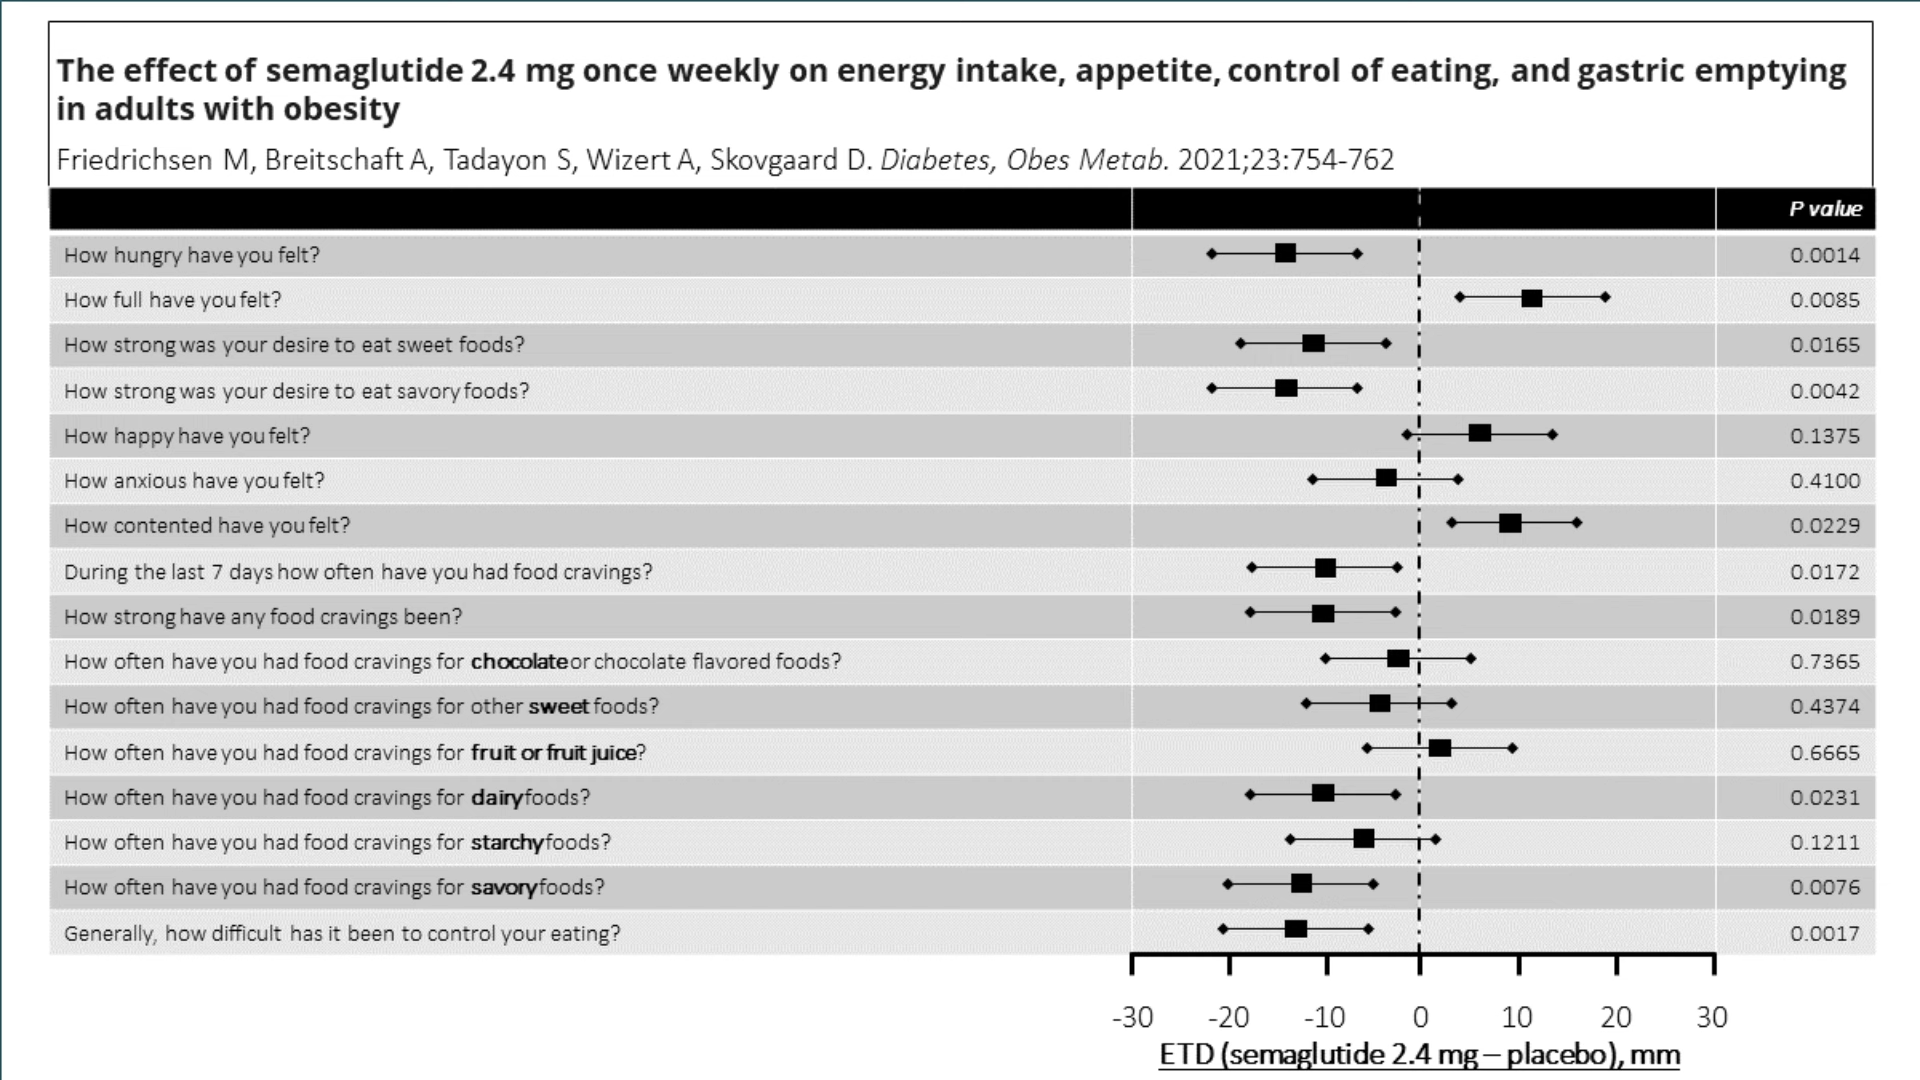 The effect of semaglutide 2.4 mg once weekly on energy intake, appetite, control of eating, and gastric emptying
in adults with obesity
Friedrichsen M, Breitschaft A, Tadayon S, Wizert A, Skovgaard D. Diabetes, Obes Metab. 2021;23:754-762
P value
How hungry have you felt? 0.0014
How full have you felt? 0.0085
How strong was your desire to eat sweet foods? 0.0165
How strong was your desire to eat savory foods? 0.0042
How happy have you felt? 0.1375
How anxious have you felt? 0.4100
How contented have you felt? 0.0229
During the last 7 days how often have you had food cravings? 0.0172
How strong have any food cravings been? 0.0189
How often have you had food cravings for chocolate or chocolate flavored foods? 0.7365
How often have you had food cravings for other sweet foods? 0.4374
How often have you had food cravings for fruit or fruit juice? 0.6665
How often have you had food cravings for dairy foods? 0.0231
How often have you had food cravings for starchy foods? 0.1211
How often have you had food cravings for savory foods? 0.0076
Generally, how difficult has it been to control your eating? 0.0017
-30 -20 -10 0 10 20 30
ETD (semaglutide 2.4 mg – placebo), mm